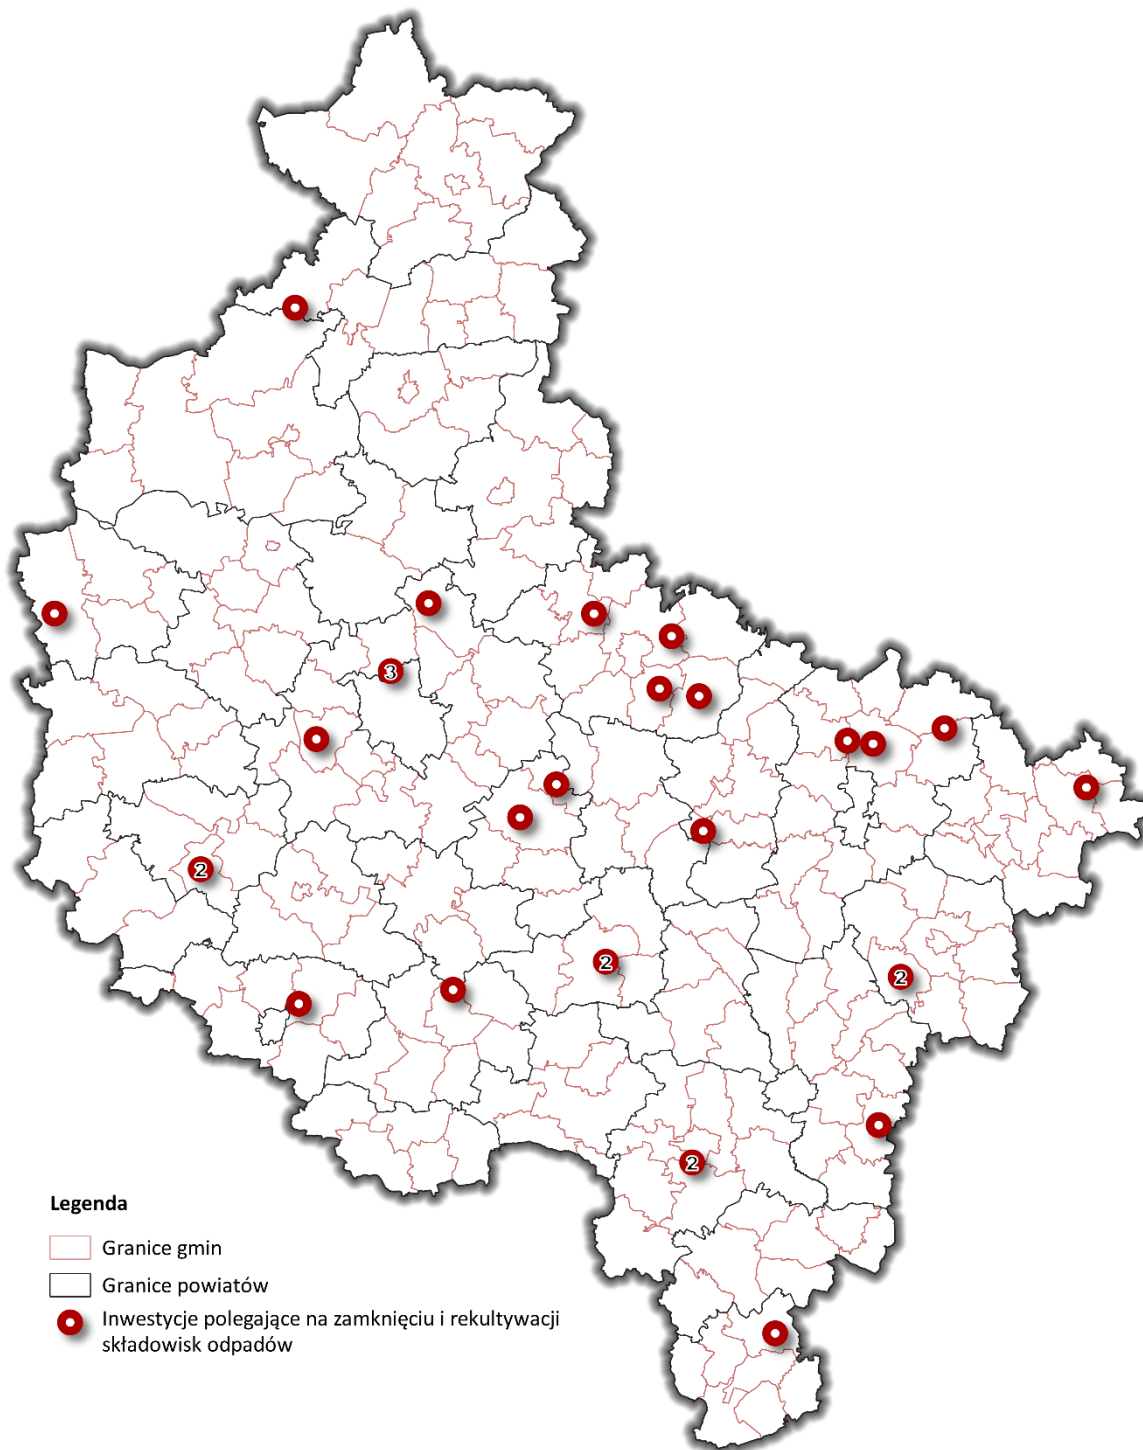 3
2
2
2
2
Legenda
Granice gmin
Granice powiatów
Inwestycje polegające na zamknięciu i rekultywacji
składowisk odpadów